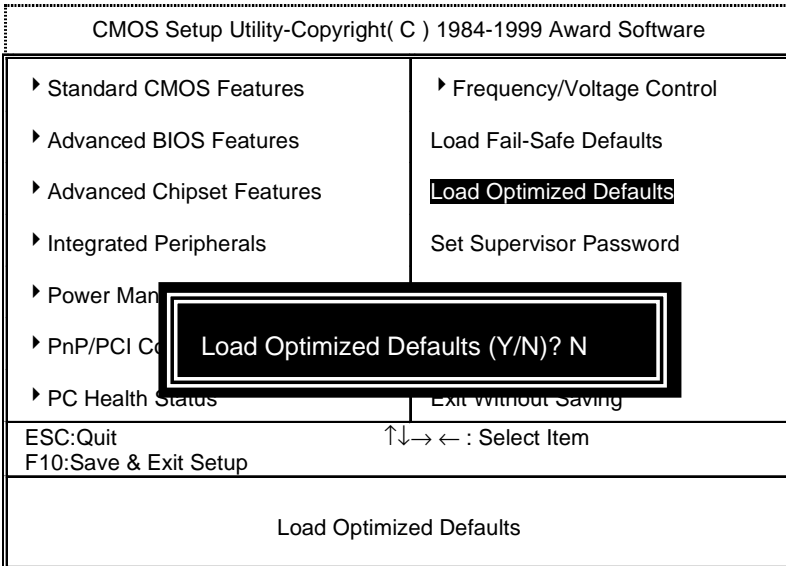 CMOS Setup Utility-Copyright( C ) 1984-1999 Award Software
Standard CMOS Features
Advanced BIOS Features
Advanced Chipset Features
Integrated Peripherals
Power Man
PnP/PCI
PC Health Status
Frequency/Voltage Control
Load Fail-Safe Defaults
Load Optimized Defaults
Set Supervisor Password
Exit Without Saving
Load Optimized Defaults (Y/N)? N
ESC:Quit ↑↓→ ← : Select Item
F10:Save & Exit Setup
Load Optimized Defaults